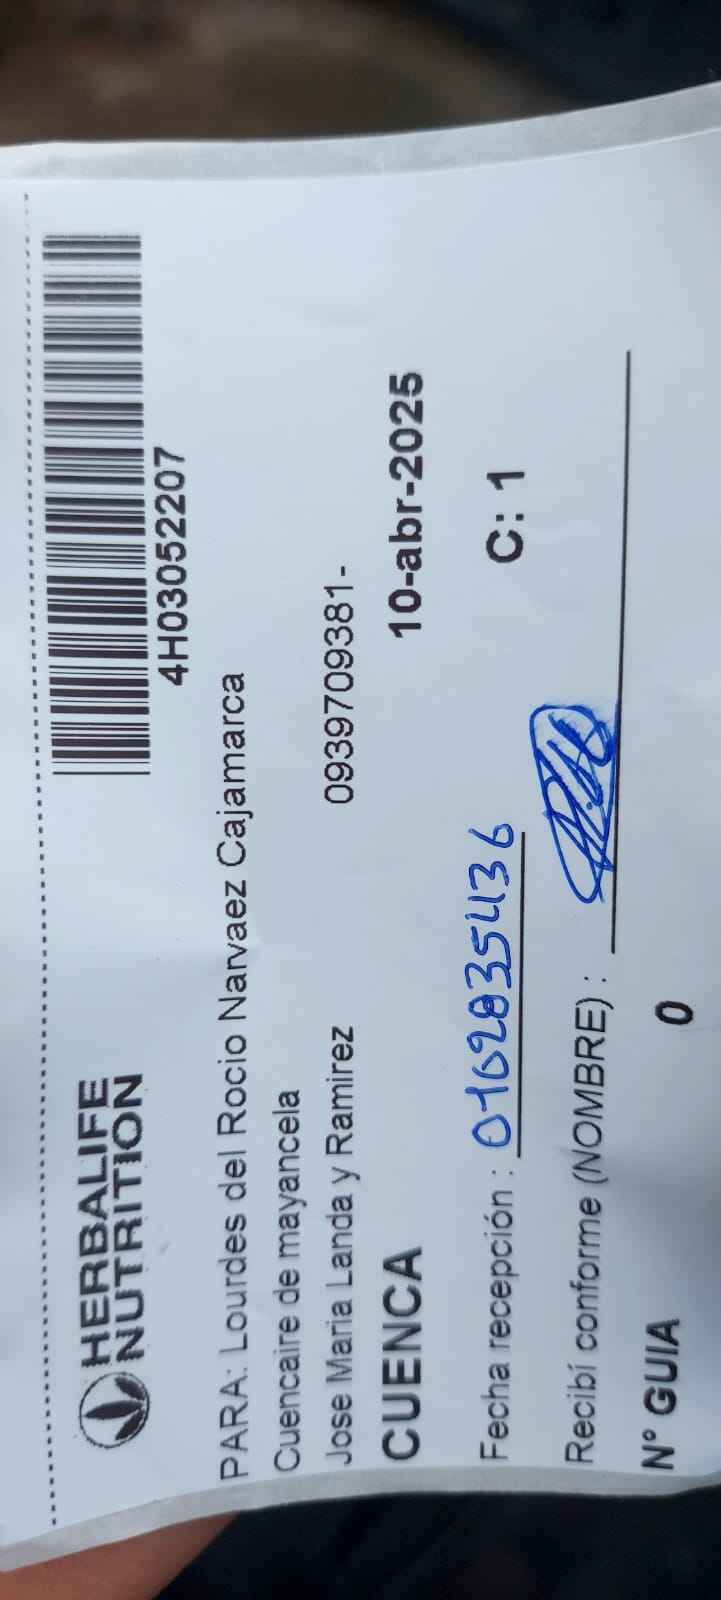 HERBALIFE
NUTRITION
4H03052207
PARA: Lourdes del Rocio Narvaez Cajamarca
Cuencaire de mayancela
Jose Maria Landa y Ramirez 0939709381-
CUENCA 10-abr-2025
Fecha recepción : 0102835436 C: 1
Recibí conforme (NOMBRE) :
N° GUIA 0